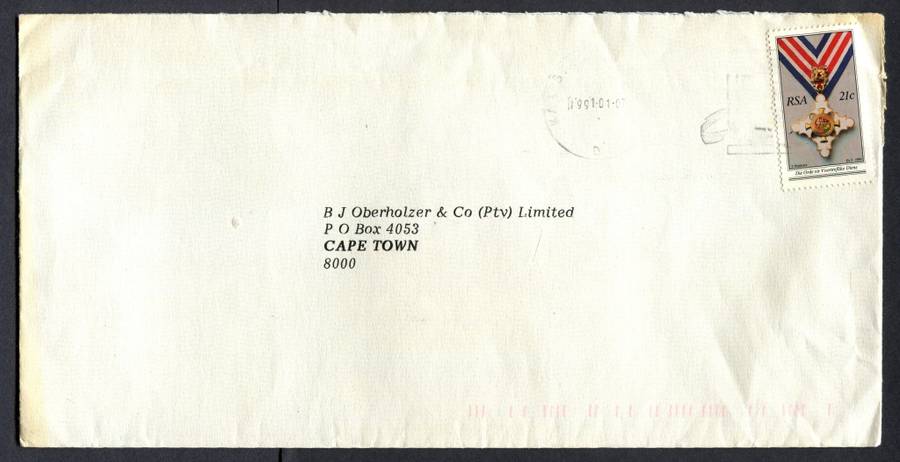 RSA 21c
Die Orde vir Voortreflike Diens
B J Oberholzer & Co (Pty) Limited
P O Box 4053
CAPE TOWN
8000